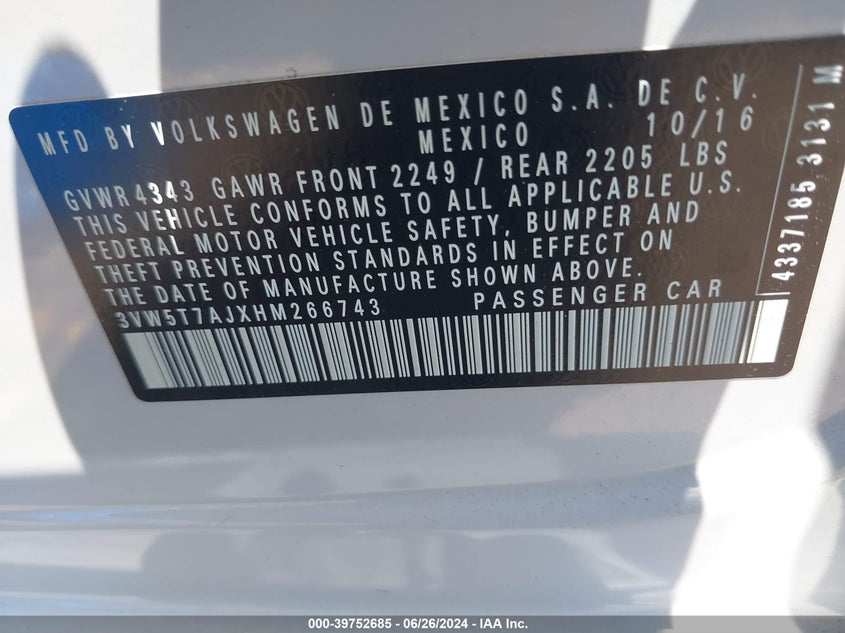 MFD BY VOLKSWAGEN DE MEXICO S.A. DE C.V.
MEXICO 10/16
GVWR 4343 GAWR FRONT 2249 / REAR 2205 LBS
THIS VEHICLE CONFORMS TO ALL APPLICABLE U.S.
FEDERAL MOTOR VEHICLE SAFETY, BUMPER AND
THEFT PREVENTION STANDARDS IN EFFECT ON
THE DATE OF MANUFACTURE SHOWN ABOVE.
3VW5T7AJXHM266743 PASSENGER CAR
4337185 3131 M
000-39752685 - 06/26/2024 - IAA Inc.